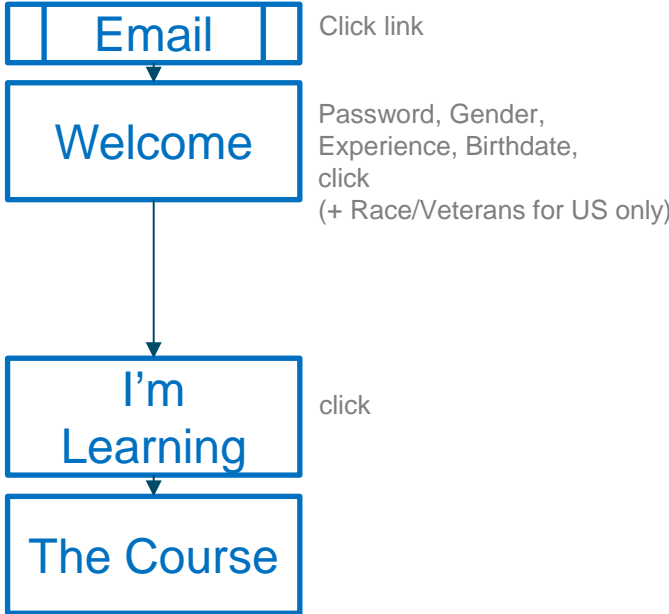 Email
Click link
Welcome
Password, Gender,
Experience, Birthdate,
click
(+ Race/Veterans for US only)
I’m
Learning
click
The Course